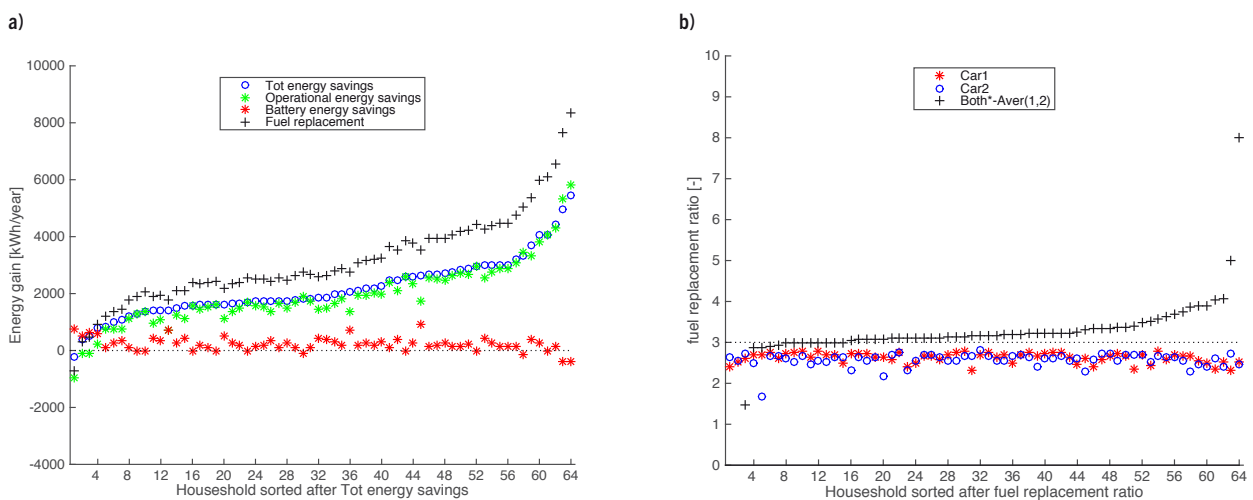 a)
Energy gain [kWh/year]
10000
8000
6000
4000
2000
0
-2000
-4000
Tot energy savings
Operational energy savings
Battery energy savings
Fuel replacement
4 8 12 16 20 24 28 32 36 40 44 48 52 56 60 64
Househshold sorted after Tot energy savings
b)
fuel replacement ratio [-]
10
9
8
7
6
5
4
3
2
1
0
Car1
Car2
Both*-Aver(1,2)
4 8 12 16 20 24 28 32 36 40 44 48 52 56 60 64
Househshold sorted after fuel replacement ratio